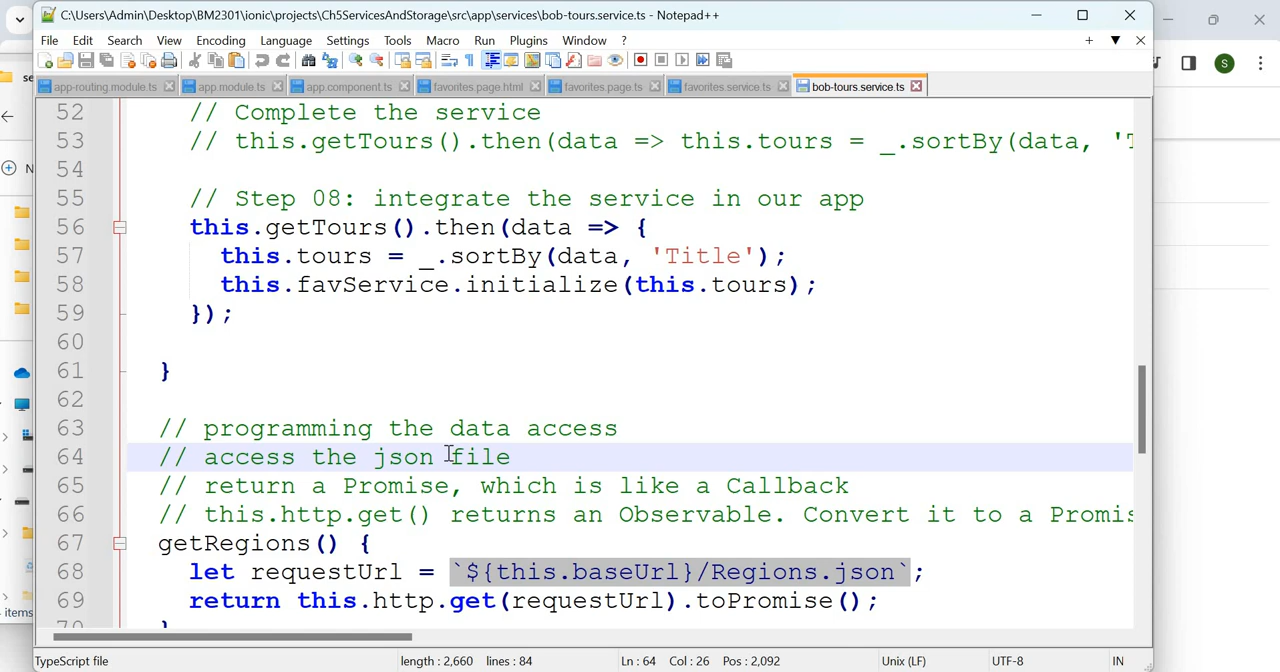 C:\Users\Admin\Desktop\BM2301\ionic\projects\Ch5ServicesAndStorage\src\app\services\bob-tours.service.ts - Notepad++
File Edit Search View Encoding Language Settings Tools Macro Run Plugins Window ?
app-routing.module.ts app.module.ts app.component.ts favorites.page.html favorites.page.ts favorites.service.ts bob-tours.service.ts
52 // Complete the service
53 // this.getTours().then(data => this.tours = _.sortBy(data, 'T
54
55 // Step 08: integrate the service in our app
56 this.getTours().then(data => {
57 this.tours = _.sortBy(data, 'Title');
58 this.favService.initialize(this.tours);
59 });
60
61 }
62
63 // programming the data access
64 // access the json file
65 // return a Promise, which is like a Callback
66 // this.http.get() returns an Observable. Convert it to a Promis
67 getRegions() {
68 let requestUrl = `${this.baseUrl}/Regions.json`;
69 return this.http.get(requestUrl).toPromise();
70 }
TypeScript file length : 2,660 lines : 84 Ln : 64 Col : 26 Pos : 2,092 Unix (LF) UTF-8 IN
se
N
items
S